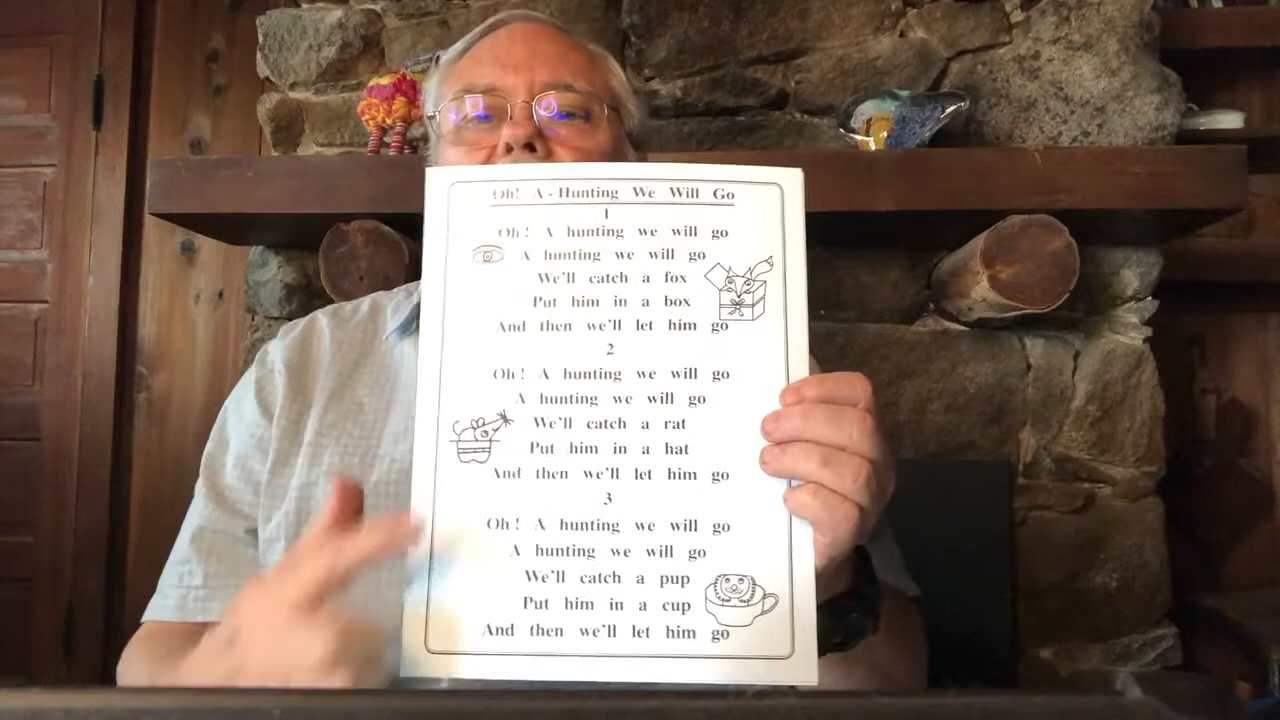 Oh! A-Hunting We Will Go
1
Oh! A hunting we will go
A hunting we will go
We'll catch a fox
Put him in a box
And then we'll let him go
2
Oh! A hunting we will go
A hunting we will go
We'll catch a rat
Put him in a hat
And then we'll let him go
3
Oh! A hunting we will go
A hunting we will go
We'll catch a pup
Put him in a cup
And then we'll let him go